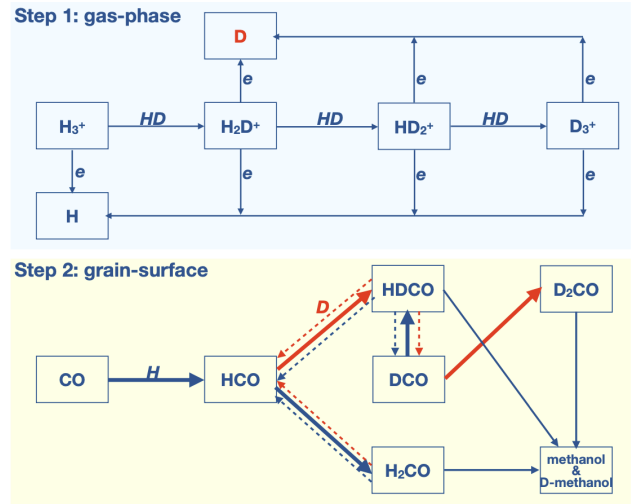 Step 1: gas-phase
D
e e e
H₃⁺ HD H₂D⁺ HD HD₂⁺ HD D₃⁺
e e e e
H
Step 2: grain-surface
HDCO D₂CO
D
CO H HCO DCO
H₂CO methanol
&
D-methanol